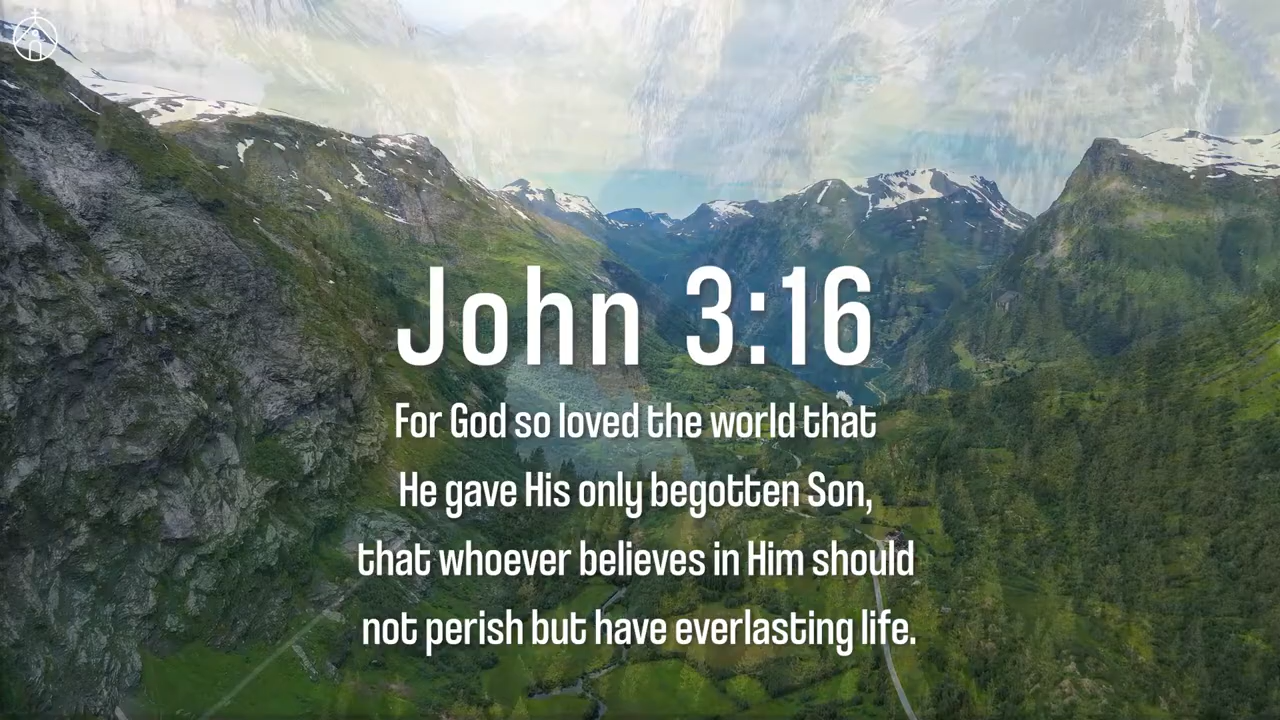 John 3:16
For God so loved the world that
He gave His only begotten Son,
that whoever believes in Him should
not perish but have everlasting life.